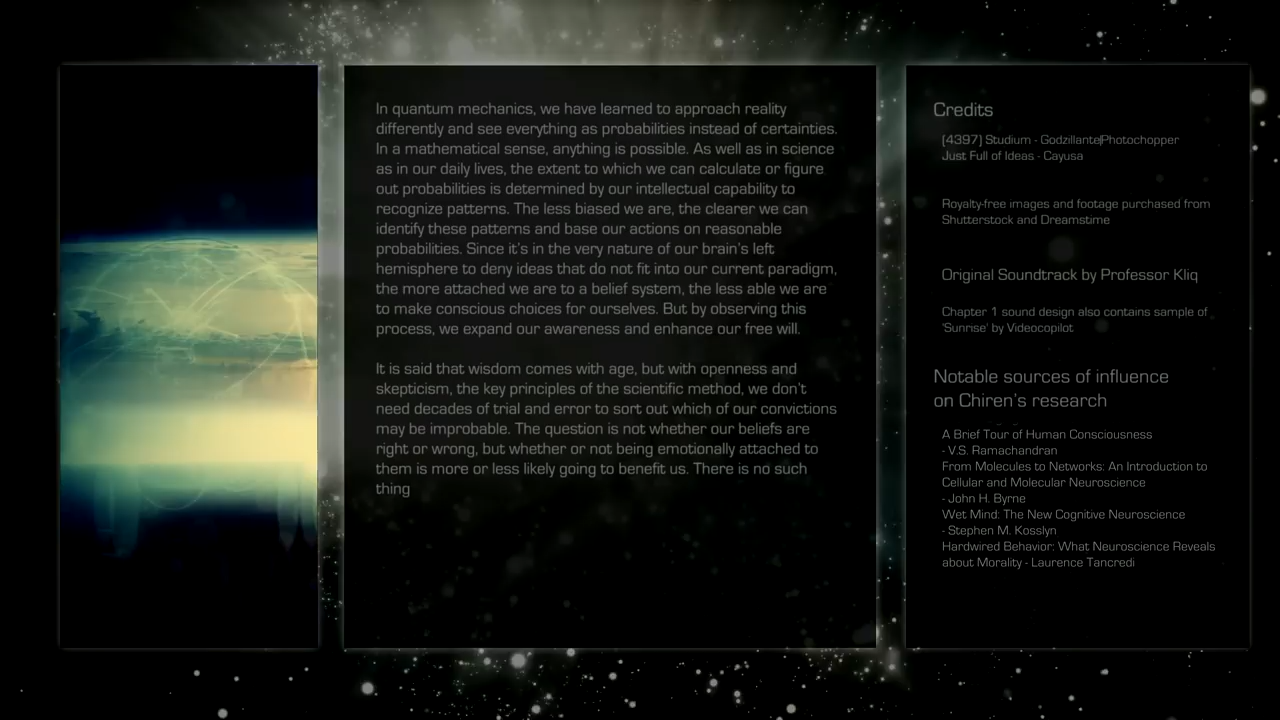 In quantum mechanics, we have learned to approach reality
differently and see everything as probabilities instead of certainties.
In a mathematical sense, anything is possible. As well as in science
as in our daily lives, the extent to which we can calculate or figure
out probabilities is determined by our intellectual capability to
recognize patterns. The less biased we are, the clearer we can
identify these patterns and base our actions on reasonable
probabilities. Since it's in the very nature of our brain's left
hemisphere to deny ideas that do not fit into our current paradigm,
the more attached we are to a belief system, the less able we are
to make conscious choices for ourselves. But by observing this
process, we expand our awareness and enhance our free will.
It is said that wisdom comes with age, but with openness and
skepticism, the key principles of the scientific method, we don't
need decades of trial and error to sort out which of our convictions
may be improbable. The question is not whether our beliefs are
right or wrong, but whether or not being emotionally attached to
them is more or less likely going to benefit us. There is no such
thing
Credits
[4397] Studium - Godzillante|Photochopper
Just Full of Ideas - Cayusa
Royalty-free images and footage purchased from
Shutterstock and Dreamstime
Original Soundtrack by Professor Kliq
Chapter 1 sound design also contains sample of
'Sunrise' by Videocopilot
Notable sources of influence
on Chiren's research
A Brief Tour of Human Consciousness
- V.S. Ramachandran
From Molecules to Networks: An Introduction to
Cellular and Molecular Neuroscience
- John H. Byrne
Wet Mind: The New Cognitive Neuroscience
- Stephen M. Kosslyn
Hardwired Behavior: What Neuroscience Reveals
about Morality - Laurence Tancredi